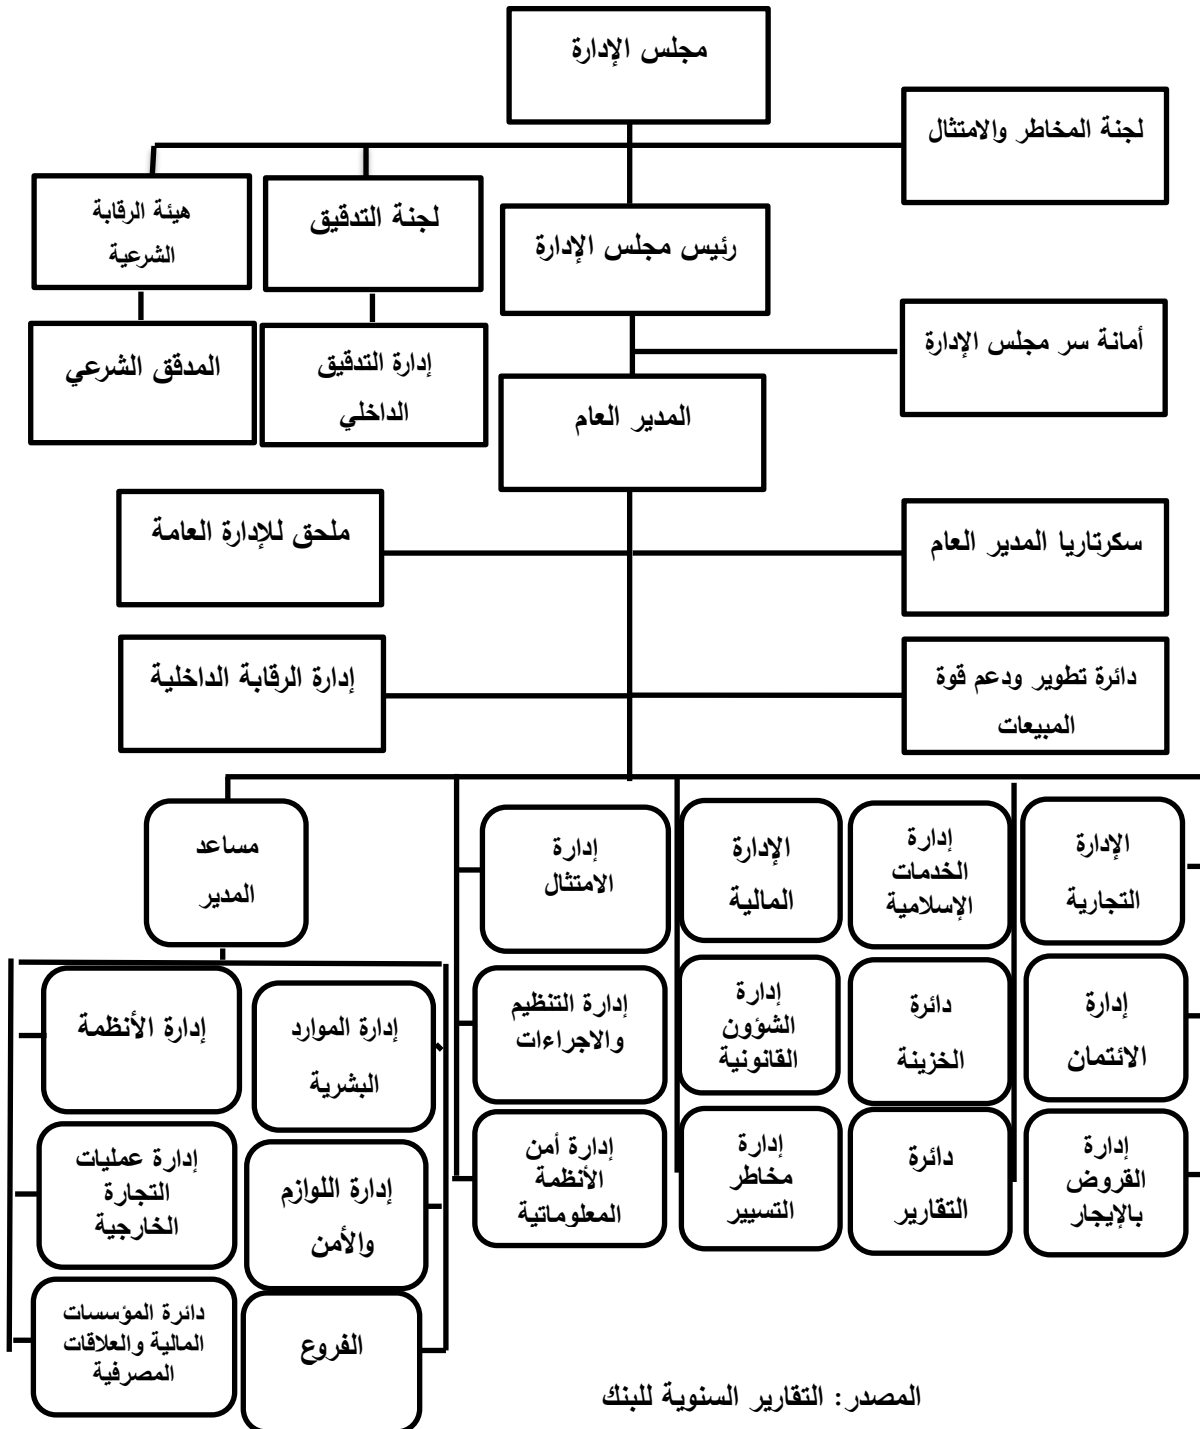 مجلس الإدارة
لجنة المخاطر والامتثال
لجنة التدقيق
هيئة الرقابة
الشرعية
رئيس مجلس الإدارة
أمانة سر مجلس الإدارة
إدارة التدقيق
الداخلي
المدقق الشرعي
المدير العام
سكرتاريا المدير العام
ملحق للإدارة العامة
دائرة تطوير ودعم قوة
المبيعات
إدارة الرقابة الداخلية
الإدارة
التجارية
إدارة
الخدمات
الإسلامية
الإدارة
المالية
إدارة
الامتثال
مساعد
المدير
إدارة
الائتمان
دائرة
الخزينة
إدارة
الشؤون
القانونية
إدارة التنظيم
والاجراءات
إدارة الموارد
البشرية
إدارة الأنظمة
إدارة
القروض
بالإيجار
دائرة
التقارير
إدارة
مخاطر
التسيير
إدارة أمن
الأنظمة
المعلوماتية
إدارة اللوازم
والأمن
إدارة عمليات
التجارة
الخارجية
الفروع
دائرة المؤسسات
المالية والعلاقات
المصرفية
المصدر: التقارير السنوية للبنك